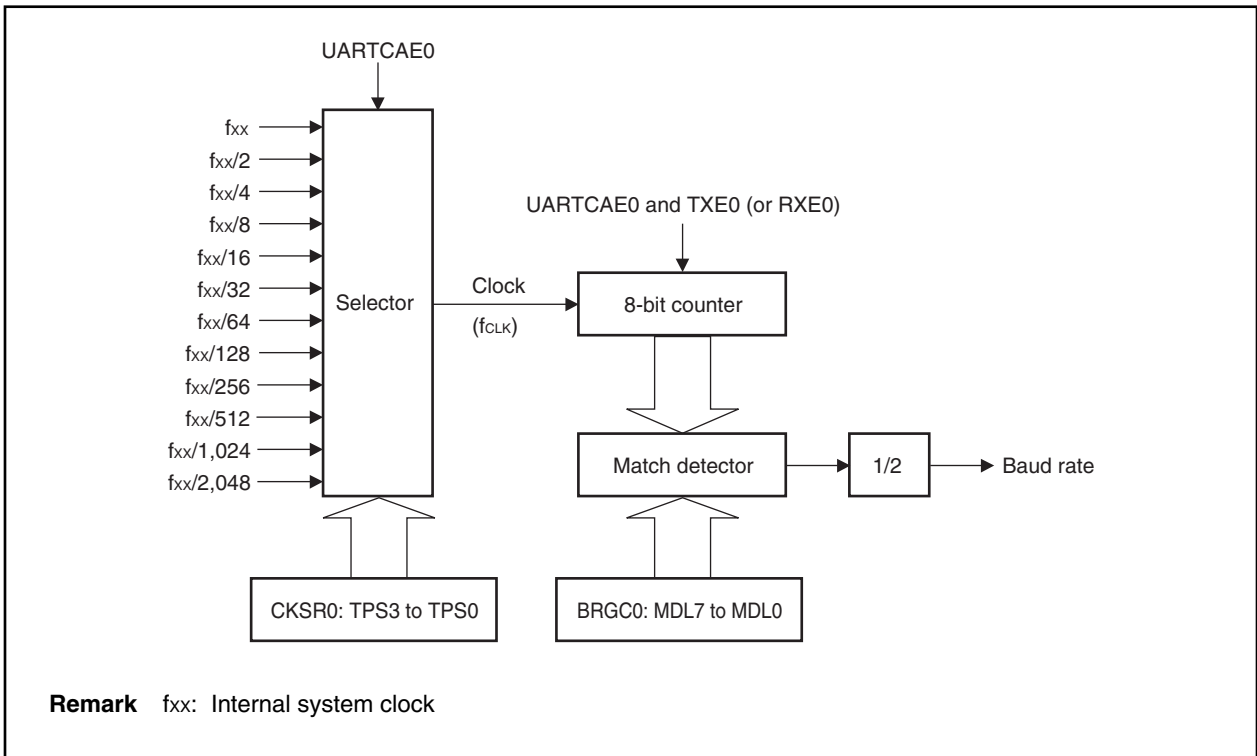 UARTCAE0
fxx
fxx/2
fxx/4
fxx/8
fxx/16
fxx/32
fxx/64
fxx/128
fxx/256
fxx/512
fxx/1,024
fxx/2,048
Selector
Clock
(fCLK)
UARTCAE0 and TXE0 (or RXE0)
8-bit counter
Match detector
1/2
Baud rate
CKSR0: TPS3 to TPS0
BRGC0: MDL7 to MDL0
Remark fxx: Internal system clock